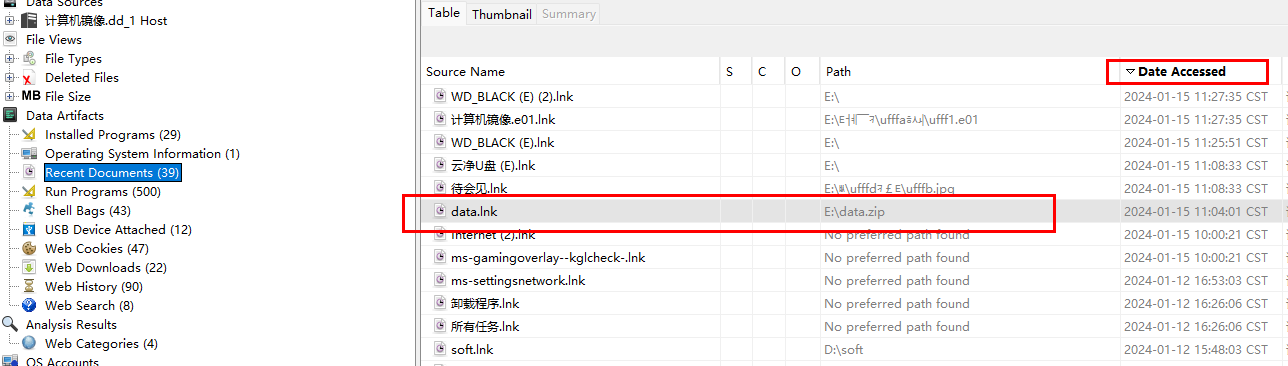 Data Sources
计算机镜像.dd_1 Host
File Views
File Types
Deleted Files
MB File Size
Data Artifacts
Installed Programs (29)
Operating System Information (1)
Recent Documents (39)
Run Programs (500)
Shell Bags (43)
USB Device Attached (12)
Web Cookies (47)
Web Downloads (22)
Web History (90)
Web Search (8)
Analysis Results
Web Categories (4)
OS Accounts
Table Thumbnail Summary
Source Name S C O Path Date Accessed
WD_BLACK (E) (2).lnk E:\ 2024-01-15 11:27:35 CST
计算机镜像.e01.lnk 2024-01-15 11:27:35 CST
WD_BLACK (E).lnk E:\ 2024-01-15 11:25:51 CST
云净U盘 (E).lnk E:\ 2024-01-15 11:08:33 CST
待会见.lnk 2024-01-15 11:08:33 CST
data.lnk E:\data.zip 2024-01-15 11:04:01 CST
Internet (2).lnk No preferred path found 2024-01-15 10:00:21 CST
ms-gamingoverlay--kglcheck-.lnk No preferred path found 2024-01-15 10:00:21 CST
ms-settingsnetwork.lnk No preferred path found 2024-01-12 16:53:03 CST
卸载程序.lnk No preferred path found 2024-01-12 16:26:06 CST
所有任务.lnk No preferred path found 2024-01-12 16:26:06 CST
soft.lnk D:\soft 2024-01-12 15:48:03 CST